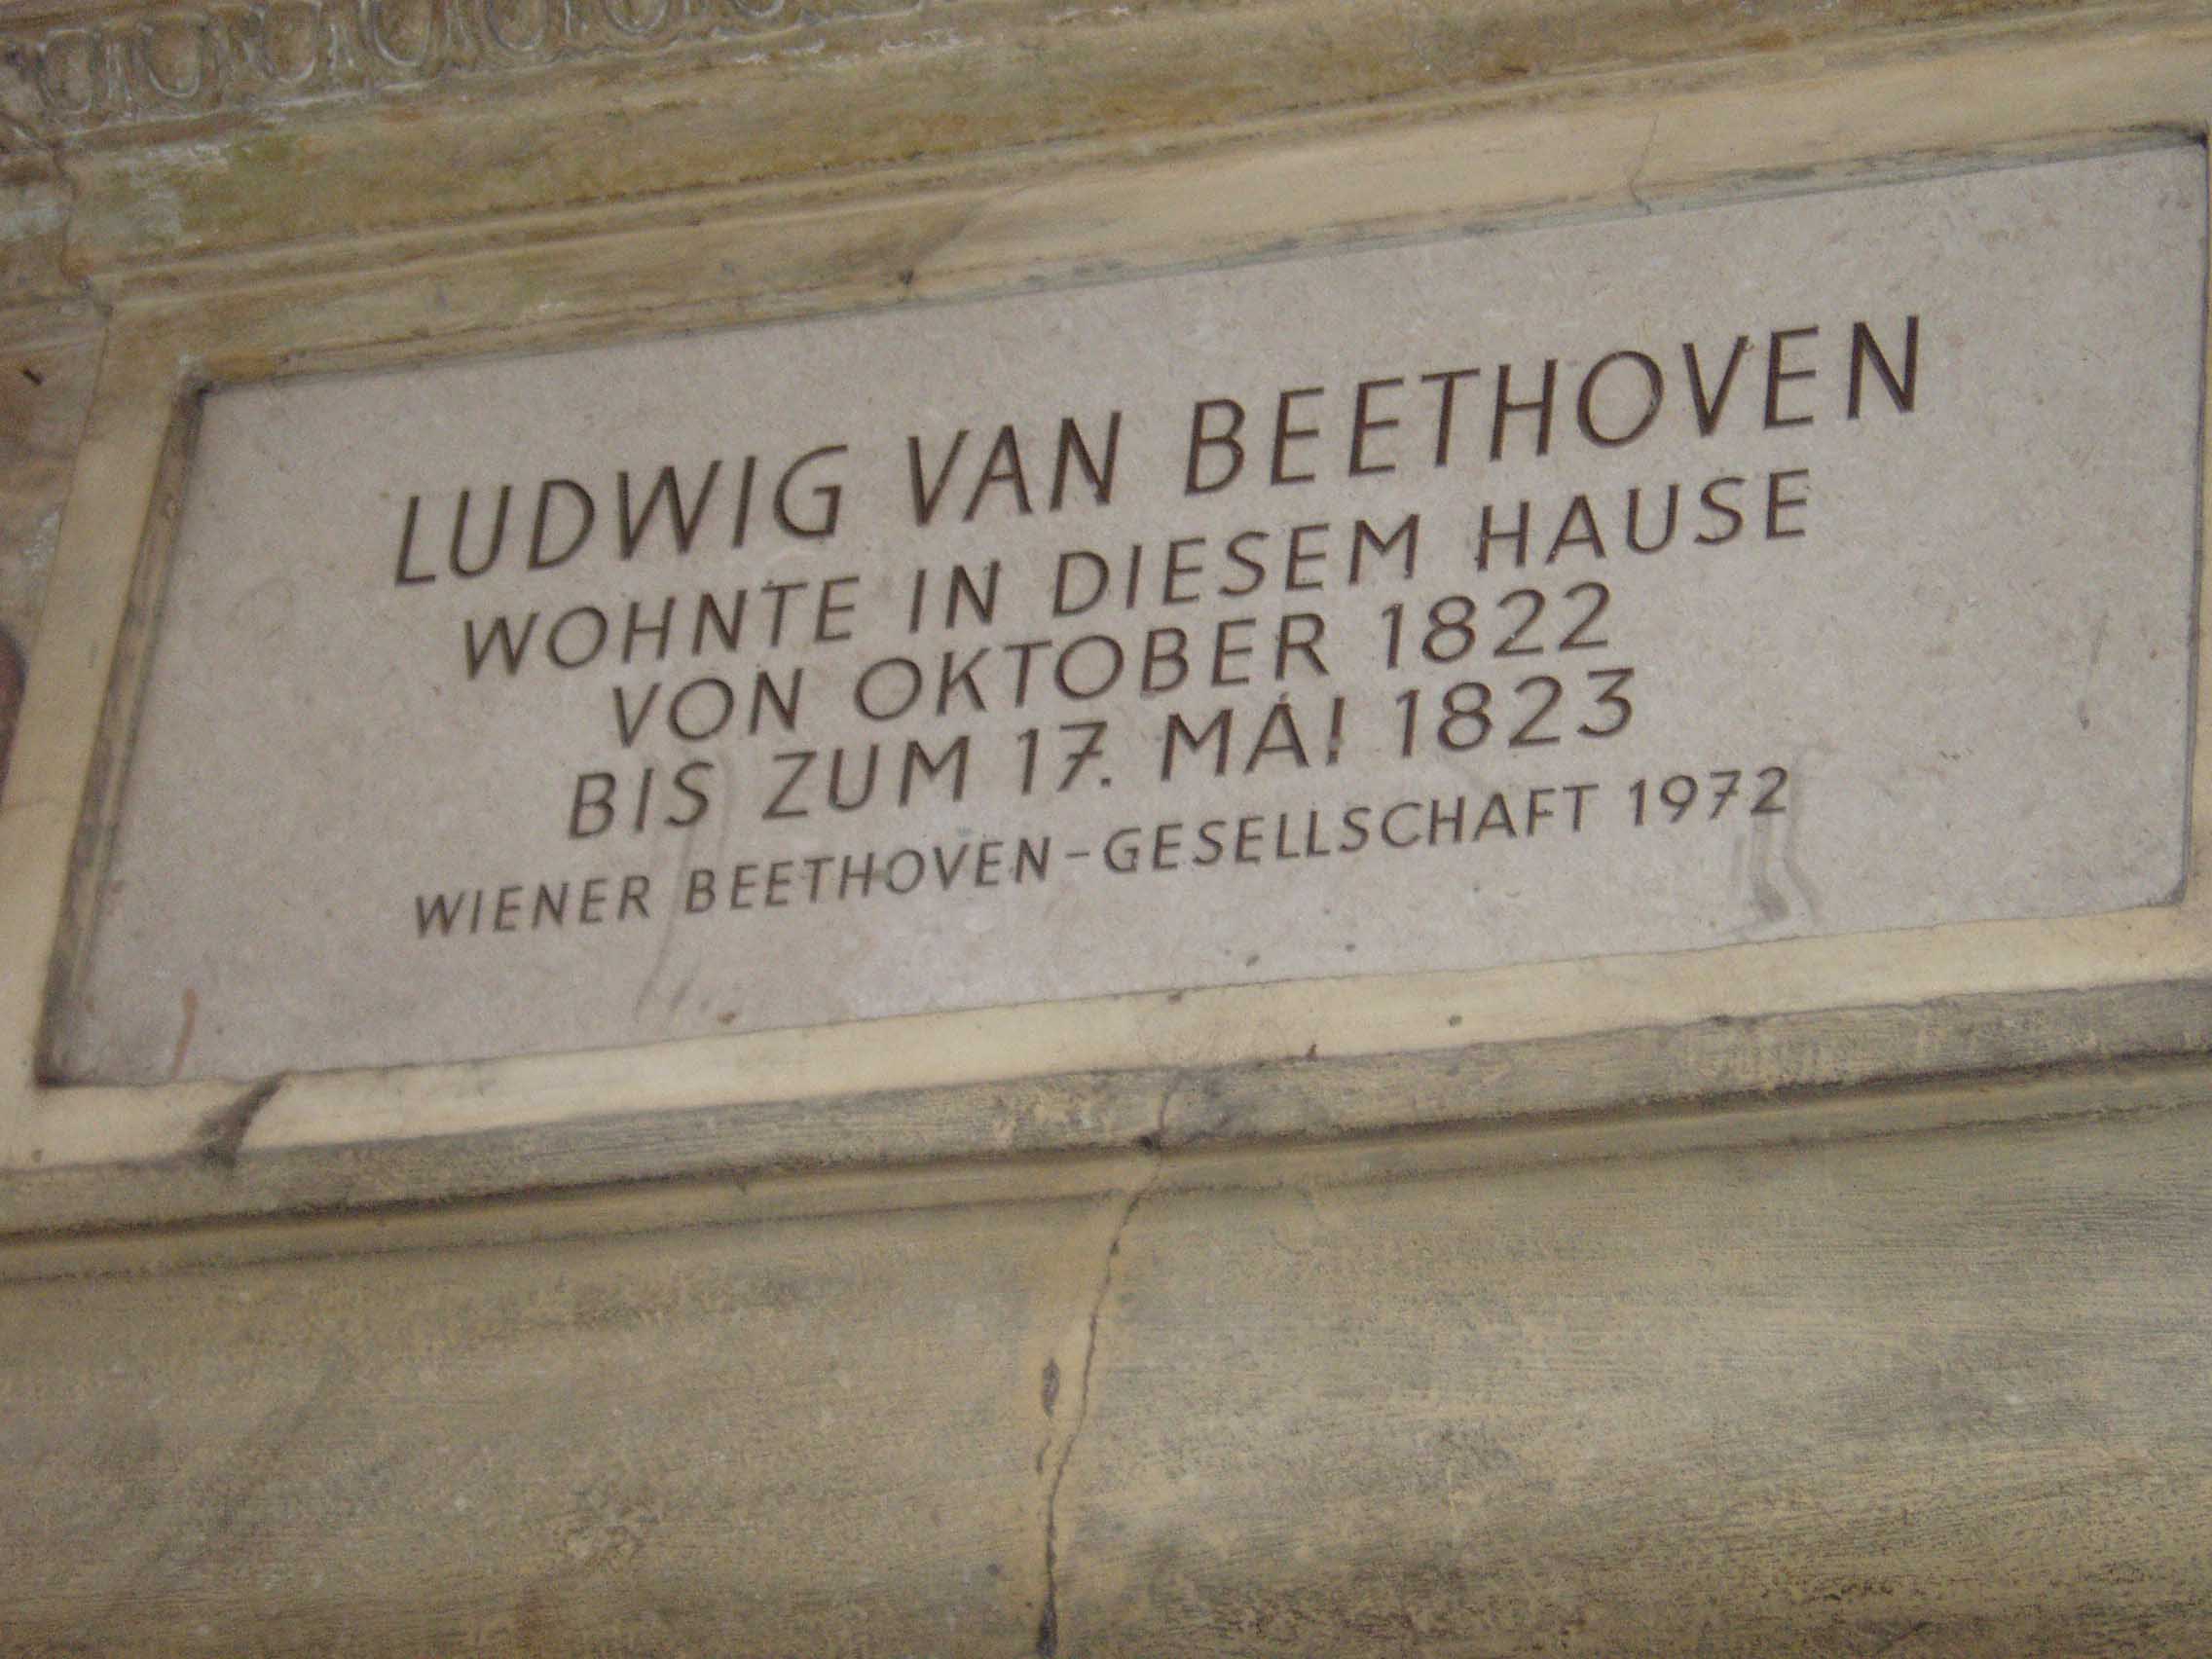 LUDWIG VAN BEETHOVEN
WOHNTE IN DIESEM HAUSE
VON OKTOBER 1822
BIS ZUM 17. MAI 1823
WIENER BEETHOVEN-GESELLSCHAFT 1972